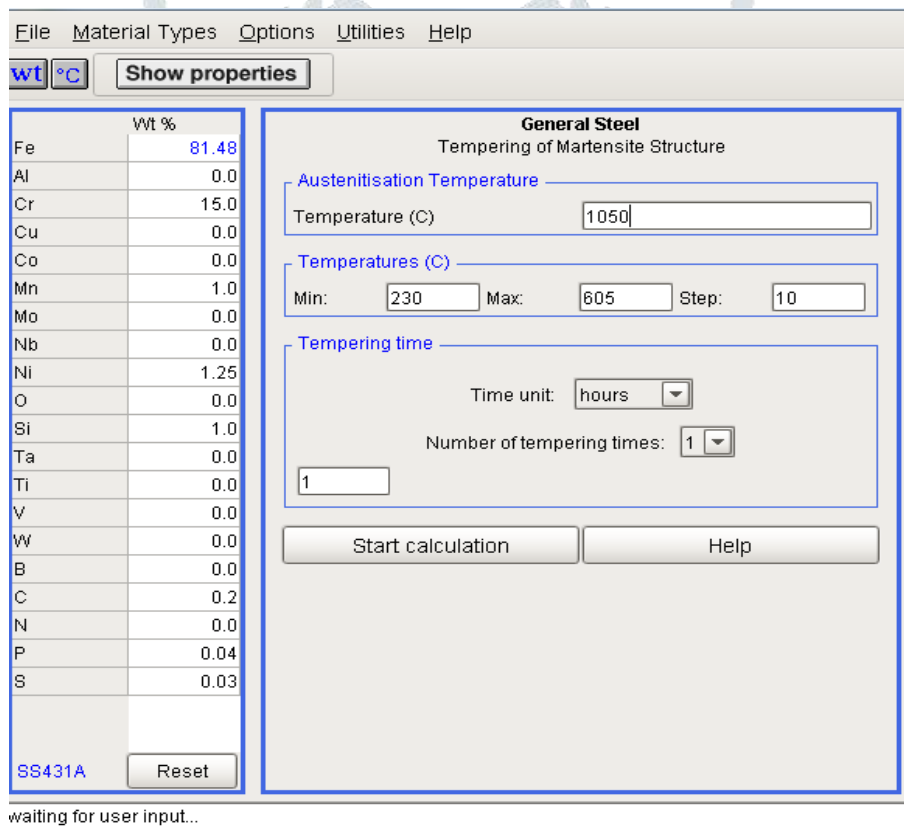 File Material Types Options Utilities Help
wt °C Show properties
Wt %
Fe 81.48
Al 0.0
Cr 15.0
Cu 0.0
Co 0.0
Mn 1.0
Mo 0.0
Nb 0.0
Ni 1.25
O 0.0
Si 1.0
Ta 0.0
Ti 0.0
V 0.0
W 0.0
B 0.0
C 0.2
N 0.0
P 0.04
S 0.03
SS431A Reset
General Steel
Tempering of Martensite Structure
Austenitisation Temperature
Temperature (C) 1050
Temperatures (C)
Min: 230 Max: 605 Step: 10
Tempering time
Time unit: hours
Number of tempering times: 1
1
Start calculation Help
waiting for user input...